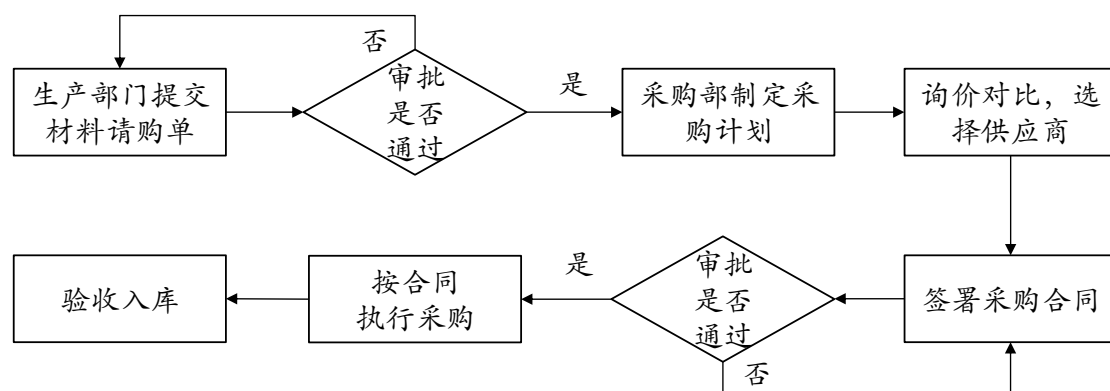 否
生产部门提交
材料请购单
审批
是否
通过
是
采购部制定采
购计划
询价对比，选
择供应商
验收入库
按合同
执行采购
是
审批
是否
通过
签署采购合同
否